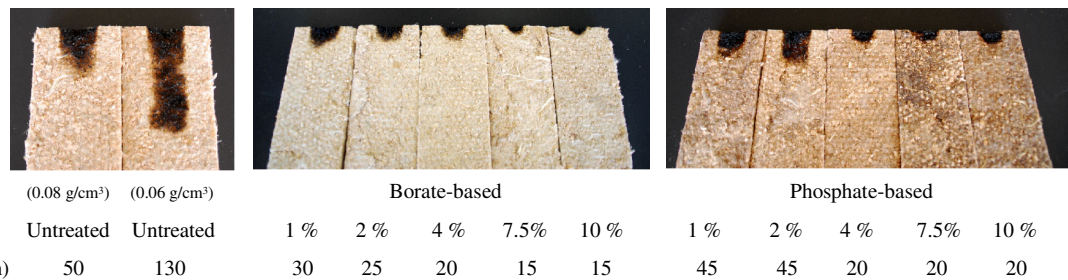 (0.08 g/cm³) (0.06 g/cm³) Borate-based Phosphate-based
Untreated Untreated 1 % 2 % 4 % 7.5% 10 % 1 % 2 % 4 % 7.5% 10 %
) 50 130 30 25 20 15 15 45 45 20 20 20